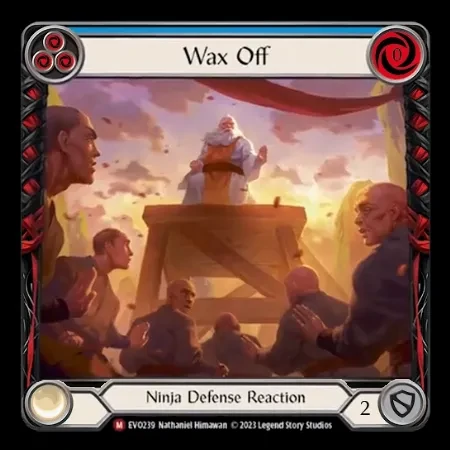 Wax Off
0
Ninja Defense Reaction
2
M EVO239 Nathaniel Himawan © 2023 Legend Story Studios